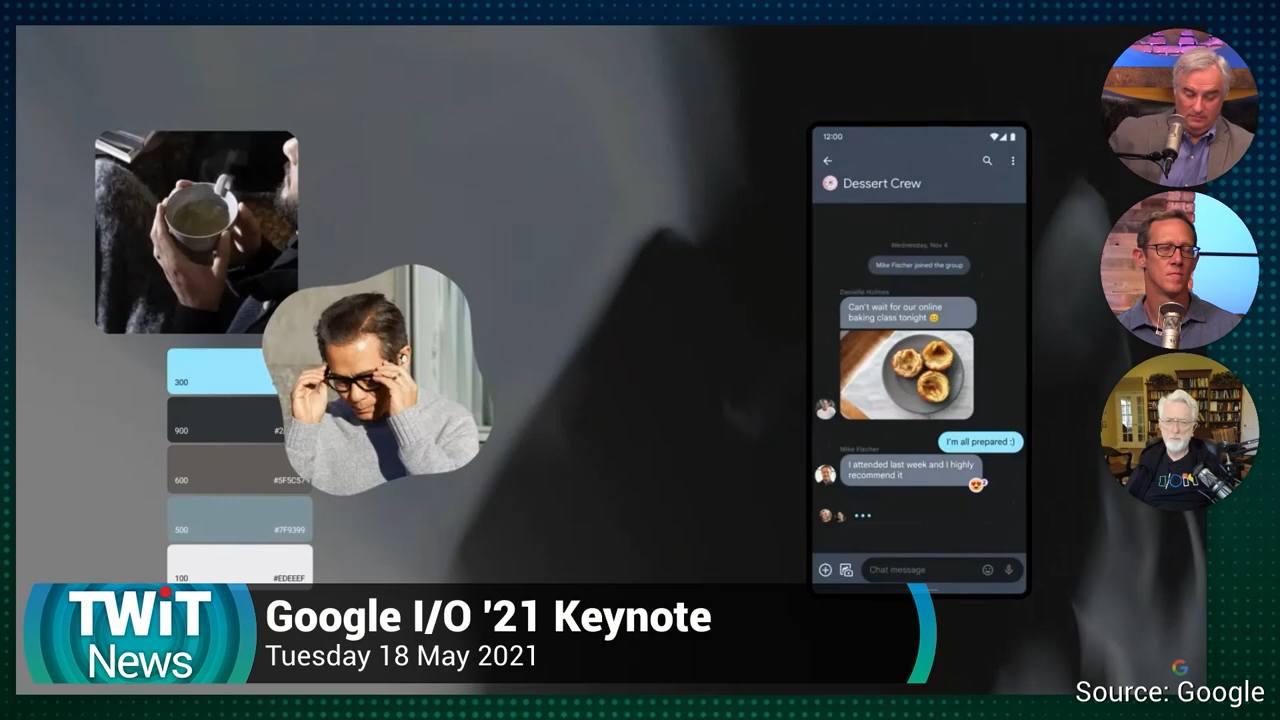 12:00
Dessert Crew
Wednesday, Nov 4
Mike Fischer joined the group
Danielle Holmes
Can't wait for our online
baking class tonight 😊
I'm all prepared :)
Mike Fischer
I attended last week and I highly
recommend it
Chat message
300
900
600 #5F5C57
500 #7F9399
100 #EDEEEF
I/O
TWiT
News
Google I/O '21 Keynote
Tuesday 18 May 2021
G
Source: Google